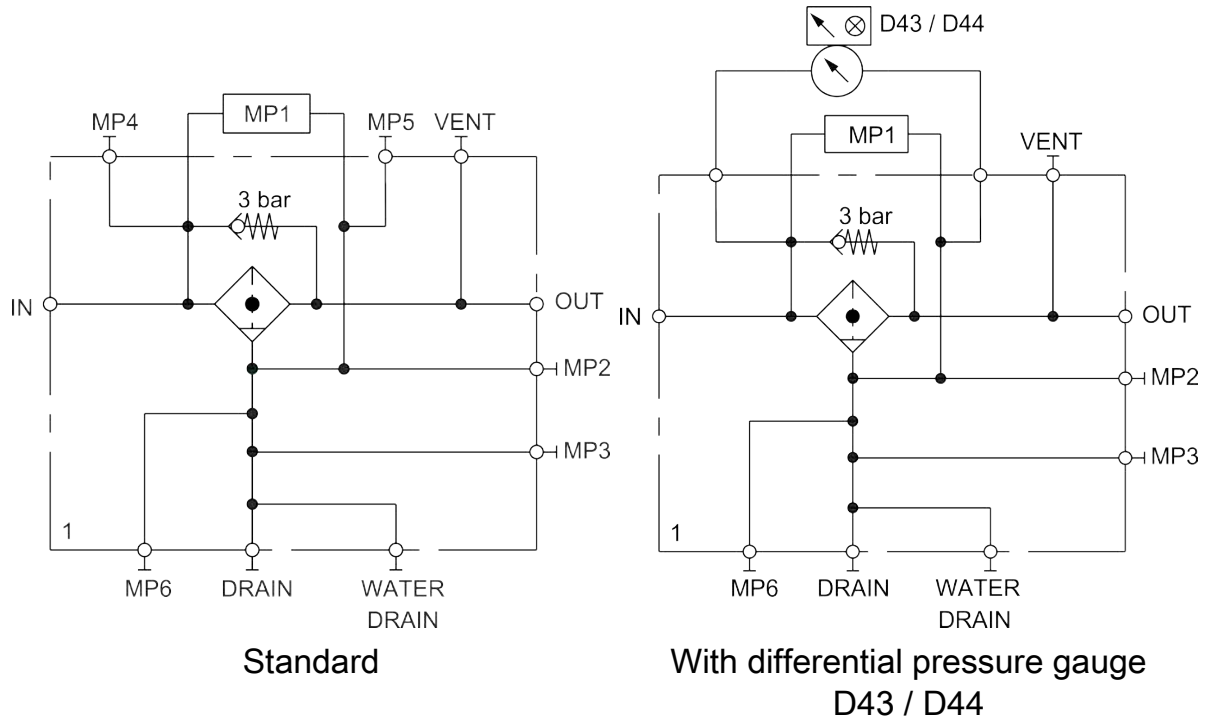 MP4
MP1
MP5
VENT
3 bar
IN
OUT
MP2
MP3
1
MP6
DRAIN
WATER
DRAIN
Standard
D43 / D44
MP1
VENT
3 bar
IN
OUT
MP2
MP3
1
MP6
DRAIN
WATER
DRAIN
With differential pressure gauge
D43 / D44